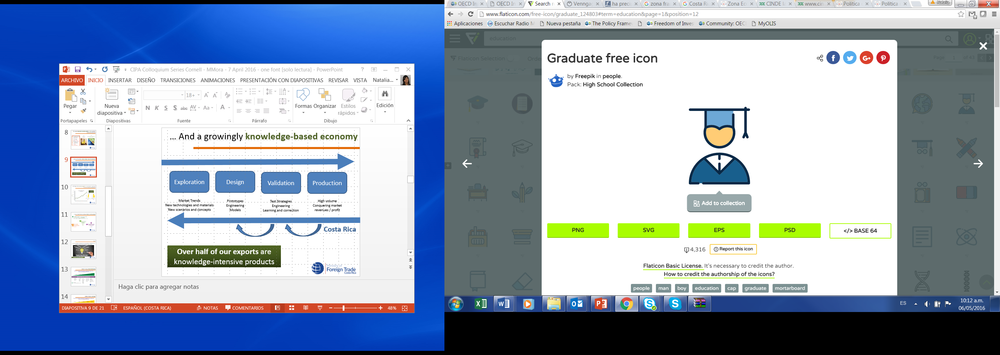 CIPA Colloquium Series Cornell - MMora - 7 April 2016 - one font [solo lectura] - PowerPoint
ARCHIVO INICIO INSERTAR DISEÑO TRANSICIONES ANIMACIONES PRESENTACIÓN CON DIAPOSITIVAS REVISAR VISTA Natalia...
18+
Pegar
Nueva
diapositiva
N K S S abc AV Aa A
Formas Organizar Estilos
rápidos
Edición
Portapapeles Diapositivas Fuente Párrafo Dibujo
8
9
10
11
12
13
14
... And a growingly knowledge-based economy
Exploration Design Validation Production
Market Trends
New technologies and materials
New scenarios and concepts
Prototypes
Engineering
Models
Test Strategies
Engineering
Learning and correction
High volume
Conquering market
revenues / profit
Costa Rica
Over half of our exports are
knowledge-intensive products
Ministry of
Foreign Trade
Costa Rica
Haga clic para agregar notas
DIAPOSITIVA 9 DE 21 ESPAÑOL (COSTA RICA) NOTAS COMENTARIOS 48%
OECD In OECD In Search r Venngag ha preci zona fra Costa Ri Zona Ec CINDE I www.cin Política Política Natalia
www.flaticon.com/free-icon/graduate_124803#term=education&page=1&position=12
Aplicaciones Escuchar Radio M Nueva pestaña The Policy Frame Freedom of Inves Community: OEC MyOLIS
education
Flaticon Selection Orde Page 1 of 43
Graduate free icon
by Freepik in people.
Pack: High School Collection
Add to collection
PNG SVG EPS PSD </> BASE 64
4,316 Report this icon
Flaticon Basic License. It's necessary to credit the author.
How to credit the authorship of the icons?
people man boy education cap graduate mortarboard
ES 10:12 a.m.
06/05/2016